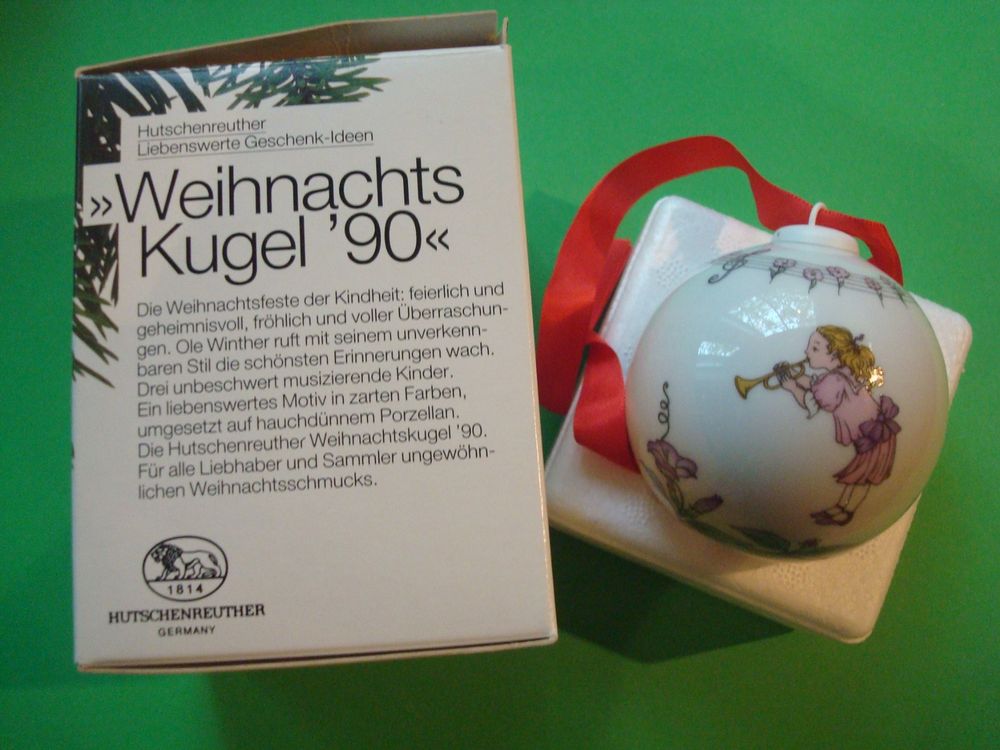 Hutschenreuther
Liebenswerte Geschenk-Ideen
»Weihnachts
Kugel '90«
Die Weihnachtsfeste der Kindheit: feierlich und
geheimnisvoll, fröhlich und voller Überraschun-
gen. Ole Winther ruft mit seinem unverkenn-
baren Stil die schönsten Erinnerungen wach.
Drei unbeschwert musizierende Kinder.
Ein liebenswertes Motiv in zarten Farben,
umgesetzt auf hauchdünnem Porzellan.
Die Hutschenreuther Weihnachtskugel '90.
Für alle Liebhaber und Sammler ungewöhn-
lichen Weihnachtsschmucks.
1814
HUTSCHENREUTHER
GERMANY